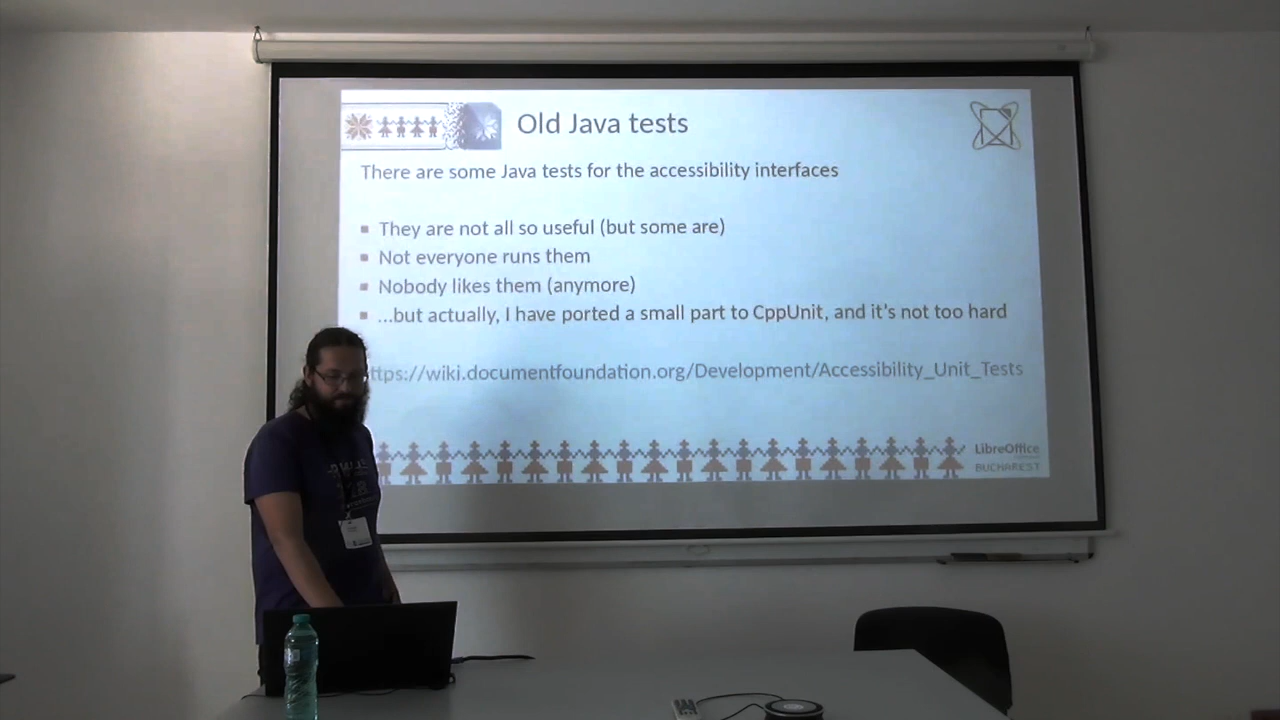 Old Java tests
There are some Java tests for the accessibility interfaces
They are not all so useful (but some are)
Not everyone runs them
Nobody likes them (anymore)
...but actually, I have ported a small part to CppUnit, and it's not too hard
ttps://wiki.documentfoundation.org/Development/Accessibility_Unit_Tests
LibreOffice
BUCHAREST